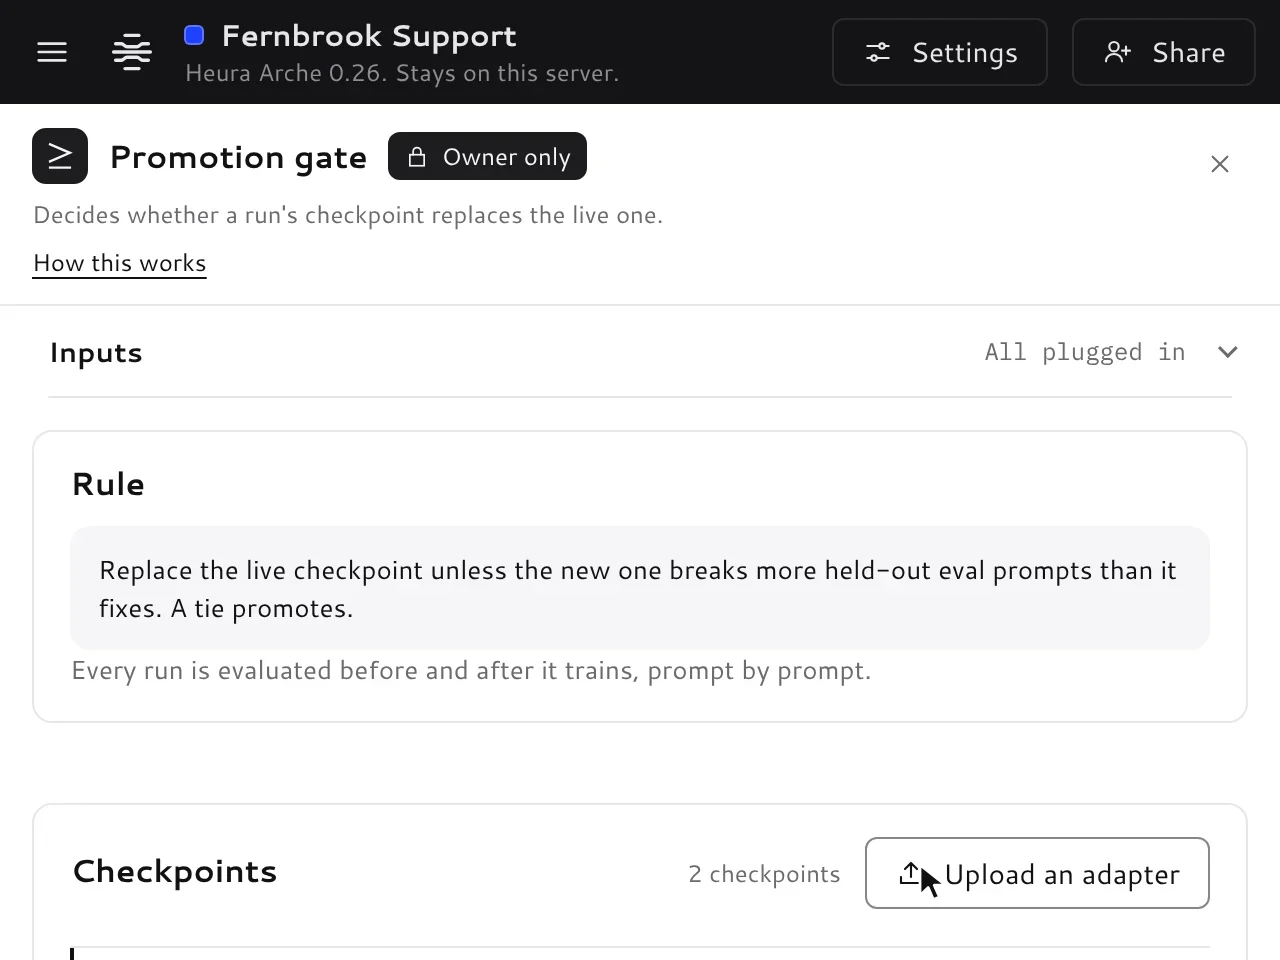 Fernbrook Support
Heura Arche 0.26. Stays on this server.
Settings
Share
Promotion gate
Owner only
Decides whether a run's checkpoint replaces the live one.
How this works
Inputs
All plugged in
Rule
Replace the live checkpoint unless the new one breaks more held-out eval prompts than it
fixes. A tie promotes.
Every run is evaluated before and after it trains, prompt by prompt.
Checkpoints
2 checkpoints
Upload an adapter